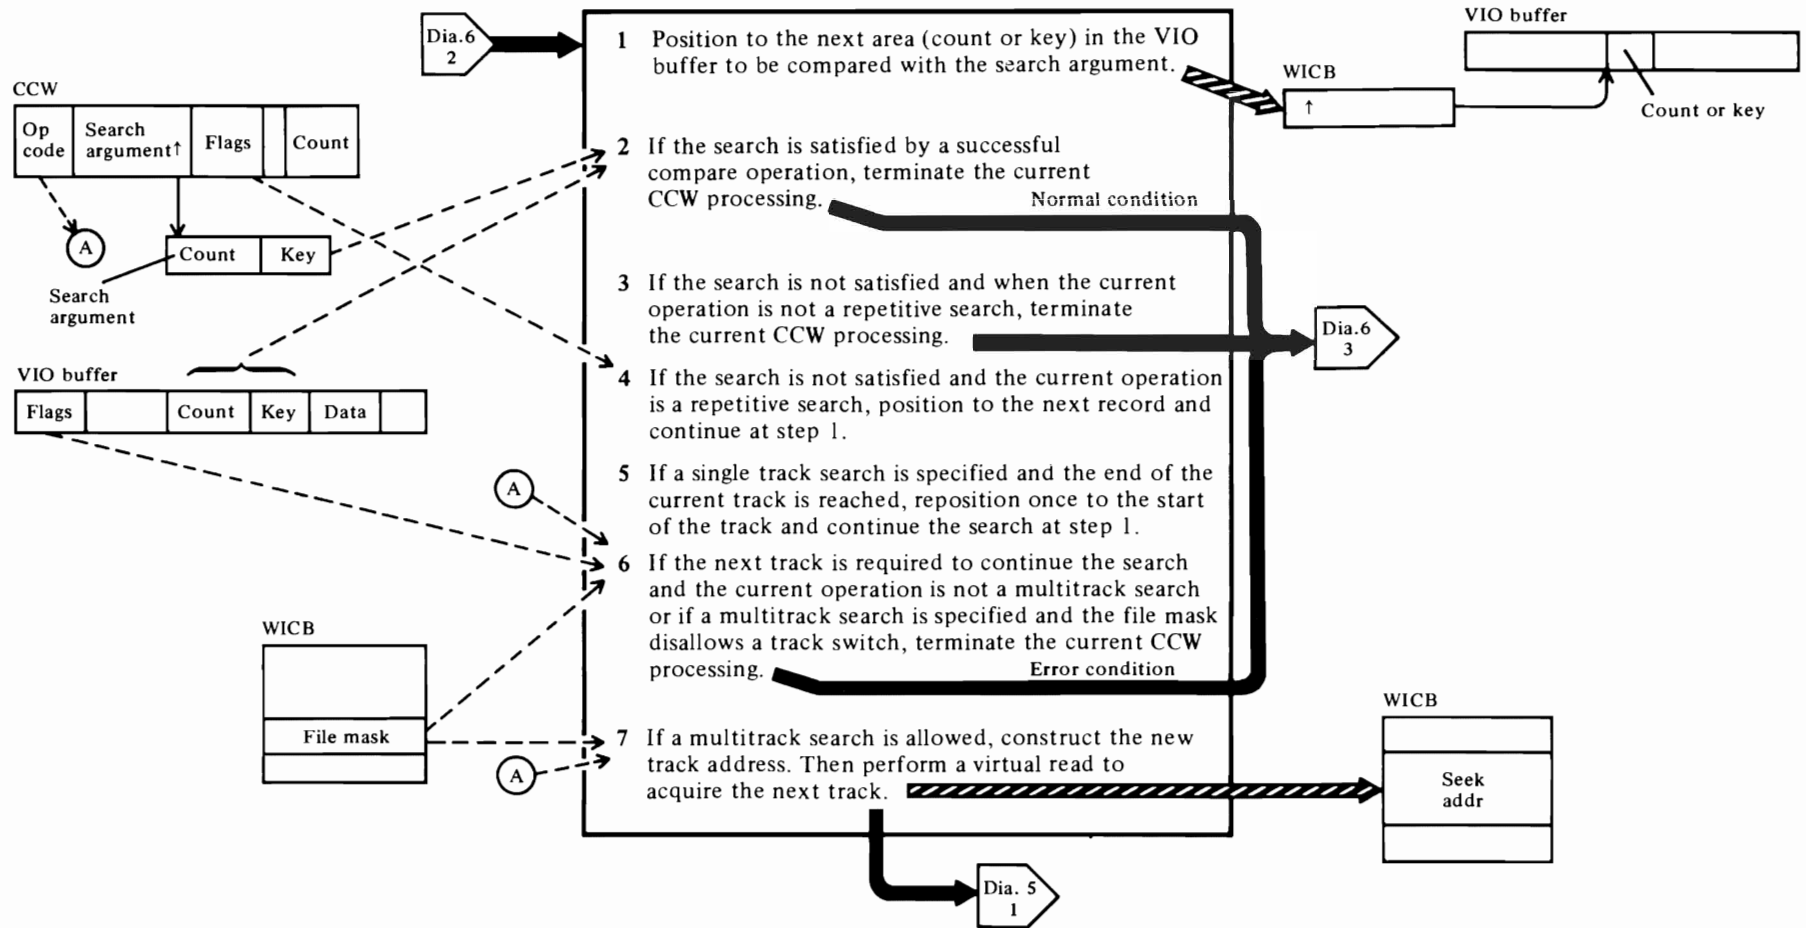 Dia.6
2
1 Position to the next area (count or key) in the VIO
buffer to be compared with the search argument.
VIO buffer
WICB
↑
Count or key
CCW
Op
code
Search
argument↑
Flags
Count
A
Count
Key
Search
argument
2 If the search is satisfied by a successful
compare operation, terminate the current
CCW processing.
Normal condition
3 If the search is not satisfied and when the current
operation is not a repetitive search, terminate
the current CCW processing.
Dia.6
3
VIO buffer
Flags
Count
Key
Data
4 If the search is not satisfied and the current operation
is a repetitive search, position to the next record and
continue at step 1.
A
5 If a single track search is specified and the end of the
current track is reached, reposition once to the start
of the track and continue the search at step 1.
6 If the next track is required to continue the search
and the current operation is not a multitrack search
or if a multitrack search is specified and the file mask
disallows a track switch, terminate the current CCW
processing.
Error condition
WICB
File mask
A
7 If a multitrack search is allowed, construct the new
track address. Then perform a virtual read to
acquire the next track.
WICB
Seek
addr
Dia. 5
1